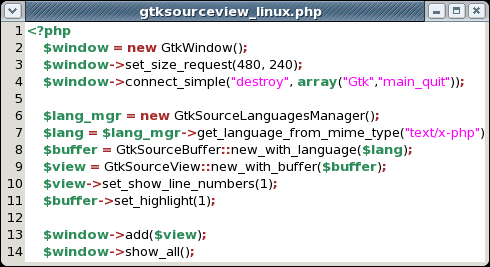 gtksourceview_linux.php
1 <?php
2 $window = new GtkWindow();
3 $window->set_size_request(480, 240);
4 $window->connect_simple("destroy", array("Gtk","main_quit"));
5
6 $lang_mgr = new GtkSourceLanguagesManager();
7 $lang = $lang_mgr->get_language_from_mime_type("text/x-php")
8 $buffer = GtkSourceBuffer::new_with_language($lang);
9 $view = GtkSourceView::new_with_buffer($buffer);
10 $view->set_show_line_numbers(1);
11 $buffer->set_highlight(1);
12
13 $window->add($view);
14 $window->show_all();